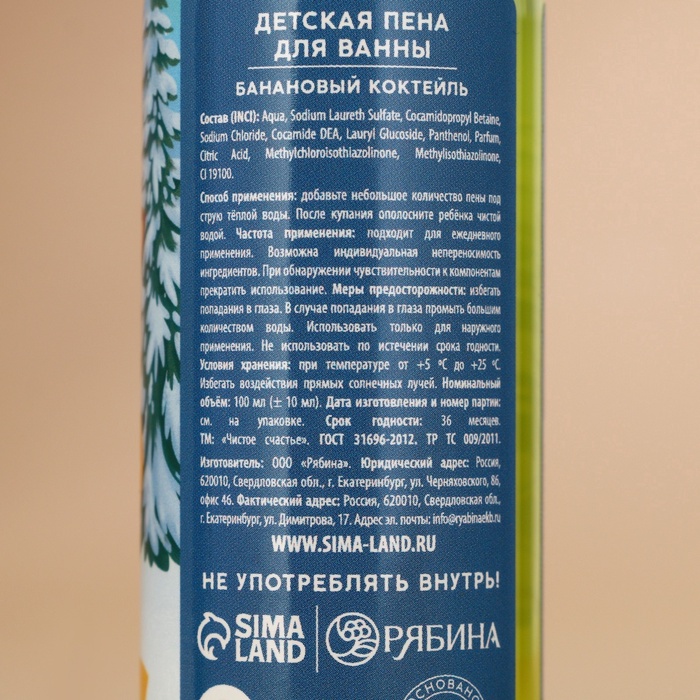 ДЕТСКАЯ ПЕНА
ДЛЯ ВАННЫ
БАНАНОВЫЙ КОКТЕЙЛЬ
Состав (INCI): Aqua, Sodium Laureth Sulfate, Cocamidopropyl Betaine,
Sodium Chloride, Cocamide DEA, Lauryl Glucoside, Panthenol, Parfum,
Citric Acid, Methylchloroisothiazolinone, Methylisothiazolinone,
CI 19100.
Способ применения: добавьте небольшое количество пены под
струю тёплой воды. После купания ополосните ребёнка чистой
водой. Частота применения: подходит для ежедневного
применения. Возможна индивидуальная непереносимость
ингредиентов. При обнаружении чувствительности к компонентам
прекратить использование. Меры предосторожности: избегать
попадания в глаза. В случае попадания в глаза промыть большим
количеством воды. Использовать только для наружного
применения. Не использовать по истечении срока годности.
Условия хранения: при температуре от +5 °C до +25 °C.
Избегать воздействия прямых солнечных лучей. Номинальный
объём: 100 мл (± 10 мл). Дата изготовления и номер партии:
см. на упаковке. Срок годности: 36 месяцев.
ТМ: «Чистое счастье». ГОСТ 31696-2012. ТР ТС 009/2011.
Изготовитель: ООО «Рябина». Юридический адрес: Россия,
620010, Свердловская обл., г. Екатеринбург, ул. Черняховского, 86,
офис 46. Фактический адрес: Россия, 620010, Свердловская обл.,
г. Екатеринбург, ул. Димитрова, 17. Адрес эл. почты: info@ryabinaekb.ru
WWW.SIMA-LAND.RU
НЕ УПОТРЕБЛЯТЬ ВНУТРЬ!
SIMA
LAND
РЯБИНА
ОСНОВАНО